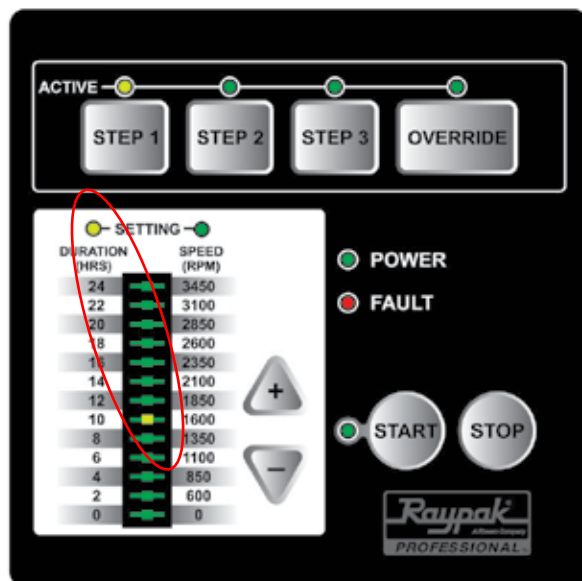 ACTIVE
STEP 1 STEP 2 STEP 3 OVERRIDE
SETTING
DURATION (HRS) SPEED (RPM)
24 3450
22 3100
20 2850
18 2600
16 2350
14 2100
12 1850
10 1600
8 1350
6 1100
4 850
2 600
0 0
+
−
POWER
FAULT
START STOP
Raypak
A Rheem Company
PROFESSIONAL